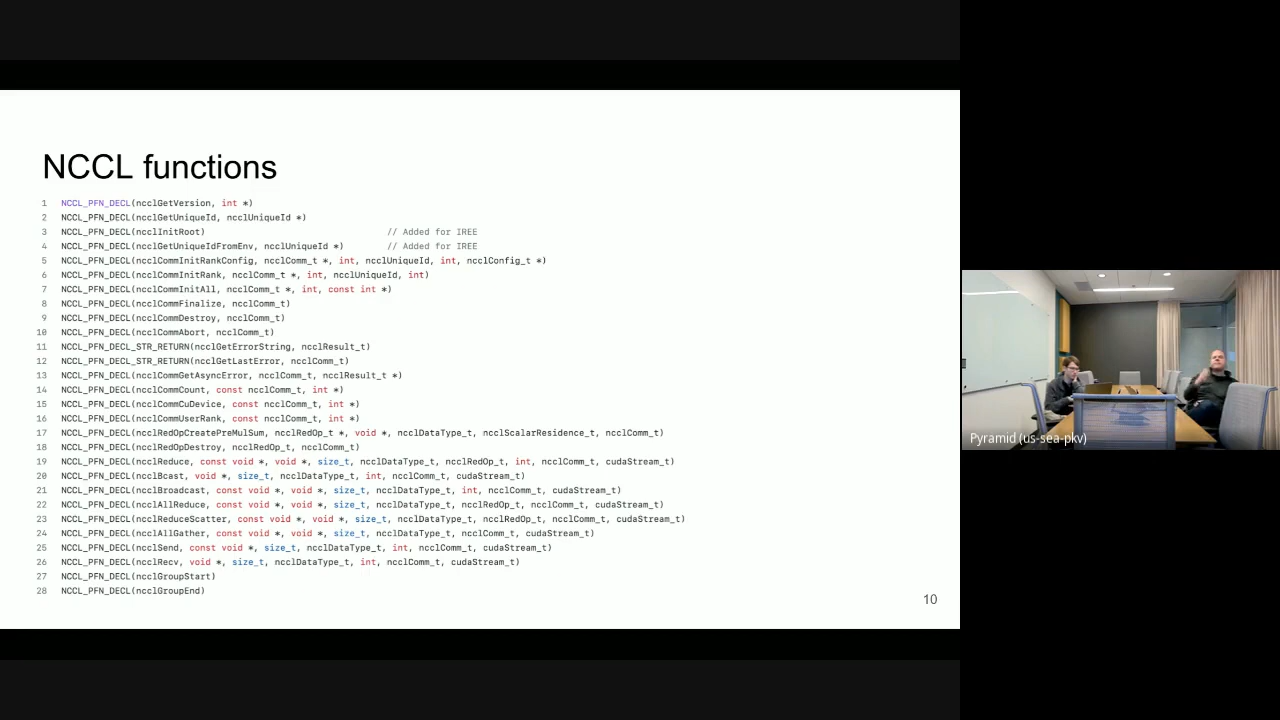 NCCL functions
1 NCCL_PFN_DECL(ncclGetVersion, int *)
2 NCCL_PFN_DECL(ncclGetUniqueId, ncclUniqueId *)
3 NCCL_PFN_DECL(ncclInitRoot) // Added for IREE
4 NCCL_PFN_DECL(ncclGetUniqueIdFromEnv, ncclUniqueId *) // Added for IREE
5 NCCL_PFN_DECL(ncclCommInitRankConfig, ncclComm_t *, int, ncclUniqueId, int, ncclConfig_t *)
6 NCCL_PFN_DECL(ncclCommInitRank, ncclComm_t *, int, ncclUniqueId, int)
7 NCCL_PFN_DECL(ncclCommInitAll, ncclComm_t *, int, const int *)
8 NCCL_PFN_DECL(ncclCommFinalize, ncclComm_t)
9 NCCL_PFN_DECL(ncclCommDestroy, ncclComm_t)
10 NCCL_PFN_DECL(ncclCommAbort, ncclComm_t)
11 NCCL_PFN_DECL_STR_RETURN(ncclGetErrorString, ncclResult_t)
12 NCCL_PFN_DECL_STR_RETURN(ncclGetLastError, ncclComm_t)
13 NCCL_PFN_DECL(ncclCommGetAsyncError, ncclComm_t, ncclResult_t *)
14 NCCL_PFN_DECL(ncclCommCount, const ncclComm_t, int *)
15 NCCL_PFN_DECL(ncclCommCuDevice, const ncclComm_t, int *)
16 NCCL_PFN_DECL(ncclCommUserRank, const ncclComm_t, int *)
17 NCCL_PFN_DECL(ncclRedOpCreatePreMulSum, ncclRedOp_t *, void *, ncclDataType_t, ncclScalarResidence_t, ncclComm_t)
18 NCCL_PFN_DECL(ncclRedOpDestroy, ncclRedOp_t, ncclComm_t)
19 NCCL_PFN_DECL(ncclReduce, const void *, void *, size_t, ncclDataType_t, ncclRedOp_t, int, ncclComm_t, cudaStream_t)
20 NCCL_PFN_DECL(ncclBcast, void *, size_t, ncclDataType_t, int, ncclComm_t, cudaStream_t)
21 NCCL_PFN_DECL(ncclBroadcast, const void *, void *, size_t, ncclDataType_t, int, ncclComm_t, cudaStream_t)
22 NCCL_PFN_DECL(ncclAllReduce, const void *, void *, size_t, ncclDataType_t, ncclRedOp_t, ncclComm_t, cudaStream_t)
23 NCCL_PFN_DECL(ncclReduceScatter, const void *, void *, size_t, ncclDataType_t, ncclRedOp_t, ncclComm_t, cudaStream_t)
24 NCCL_PFN_DECL(ncclAllGather, const void *, void *, size_t, ncclDataType_t, ncclComm_t, cudaStream_t)
25 NCCL_PFN_DECL(ncclSend, const void *, size_t, ncclDataType_t, int, ncclComm_t, cudaStream_t)
26 NCCL_PFN_DECL(ncclRecv, void *, size_t, ncclDataType_t, int, ncclComm_t, cudaStream_t)
27 NCCL_PFN_DECL(ncclGroupStart)
28 NCCL_PFN_DECL(ncclGroupEnd)
10
Pyramid (us-sea-pkv)